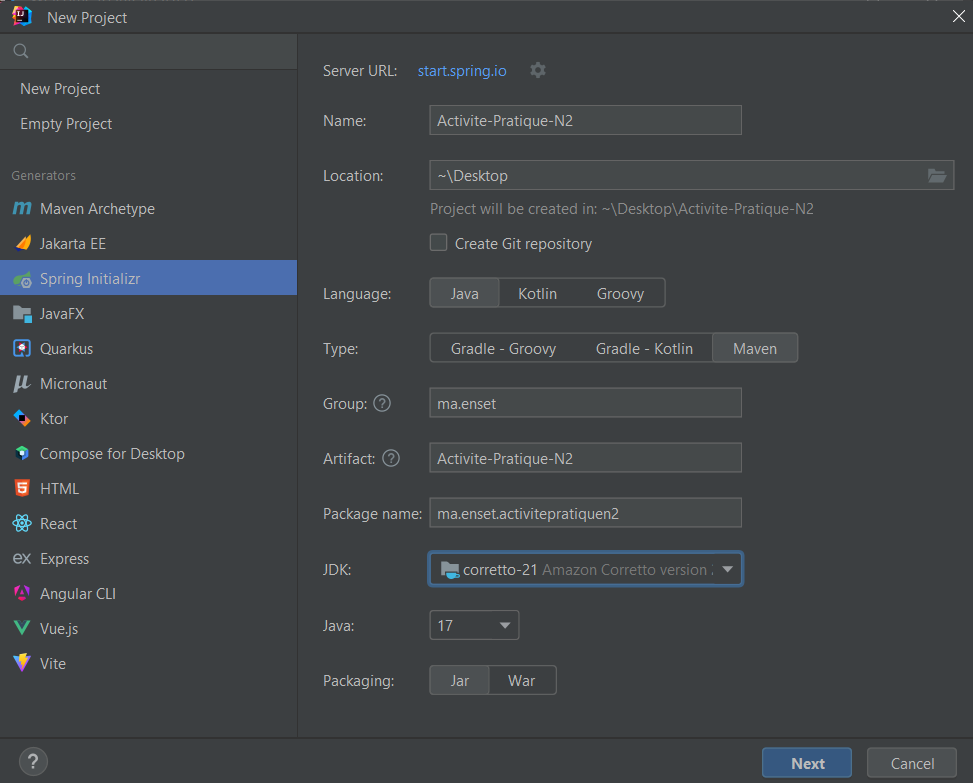 New Project
New Project
Empty Project
Generators
Maven Archetype
Jakarta EE
Spring Initializr
JavaFX
Quarkus
Micronaut
Ktor
Compose for Desktop
HTML
React
Express
Angular CLI
Vue.js
Vite
Server URL: start.spring.io
Name: Activite-Pratique-N2
Location: ~\Desktop
Project will be created in: ~\Desktop\Activite-Pratique-N2
Create Git repository
Language: Java Kotlin Groovy
Type: Gradle - Groovy Gradle - Kotlin Maven
Group: ? ma.enset
Artifact: ? Activite-Pratique-N2
Package name: ma.enset.activitepratiquen2
JDK: corretto-21 Amazon Corretto version
Java: 17
Packaging: Jar War
? Next Cancel